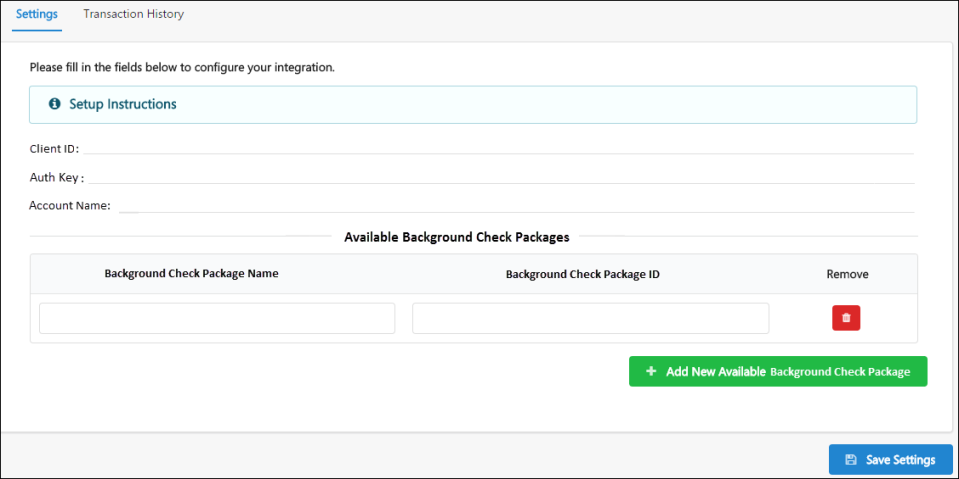 Settings Transaction History
Please fill in the fields below to configure your integration.
Setup Instructions
Client ID:
Auth Key :
Account Name:
Available Background Check Packages
Background Check Package Name Background Check Package ID Remove
+ Add New Available Background Check Package
Save Settings